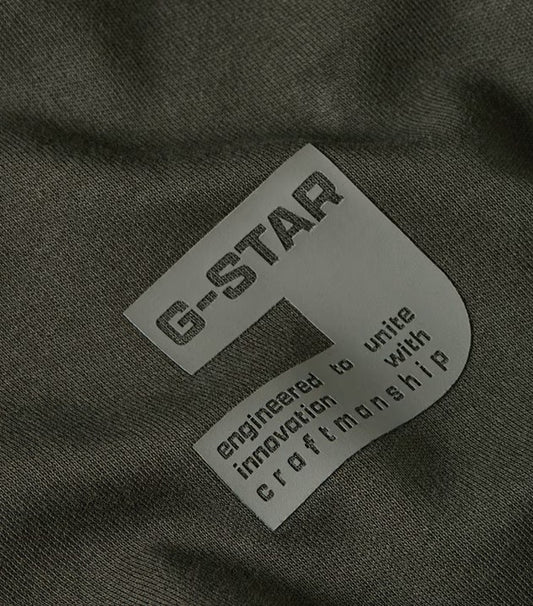 G-STAR
engineered to unite
innovation with
craftmanship